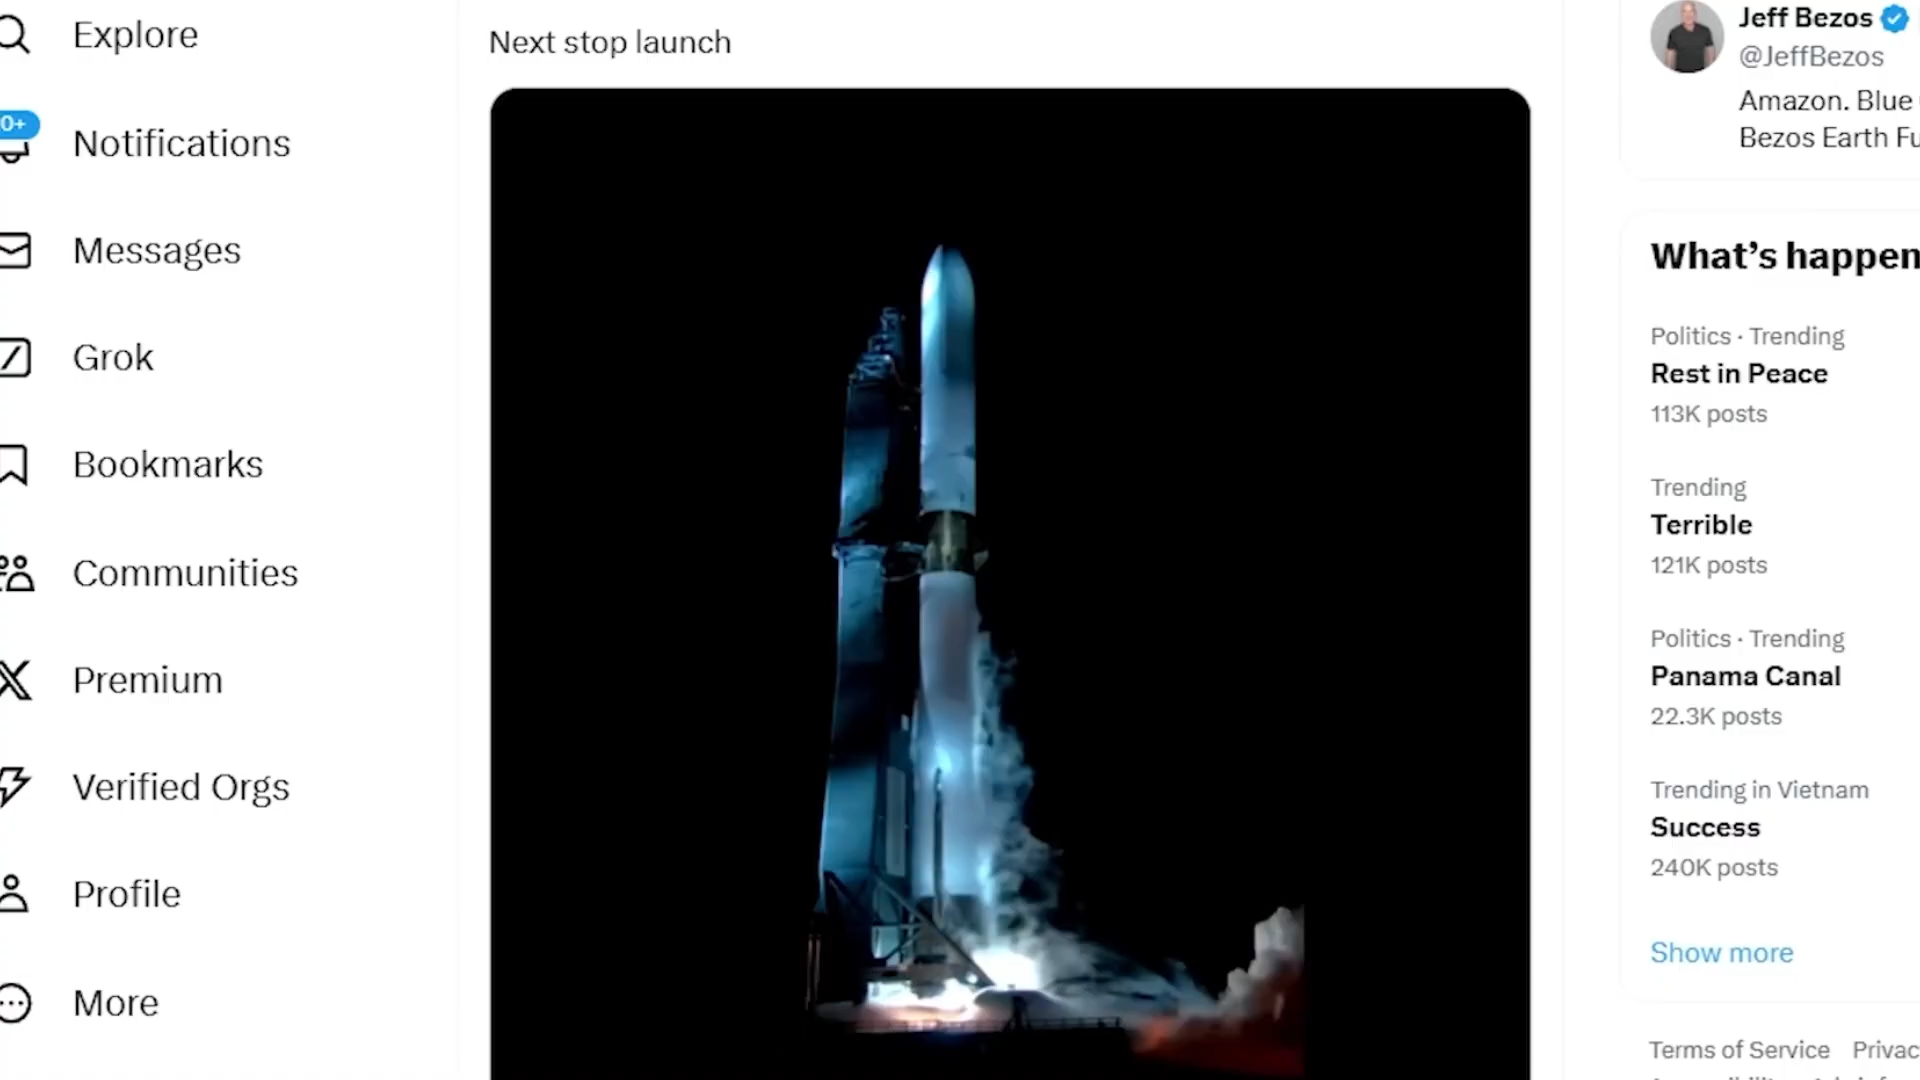 Explore
0+
Notifications
Messages
Grok
Bookmarks
Communities
Premium
Verified Orgs
Profile
More
Next stop launch
Jeff Bezos
@JeffBezos
Amazon. Blue
Bezos Earth Fu
What's happen
Politics · Trending
Rest in Peace
113K posts
Trending
Terrible
121K posts
Politics · Trending
Panama Canal
22.3K posts
Trending in Vietnam
Success
240K posts
Show more
Terms of Service Privac